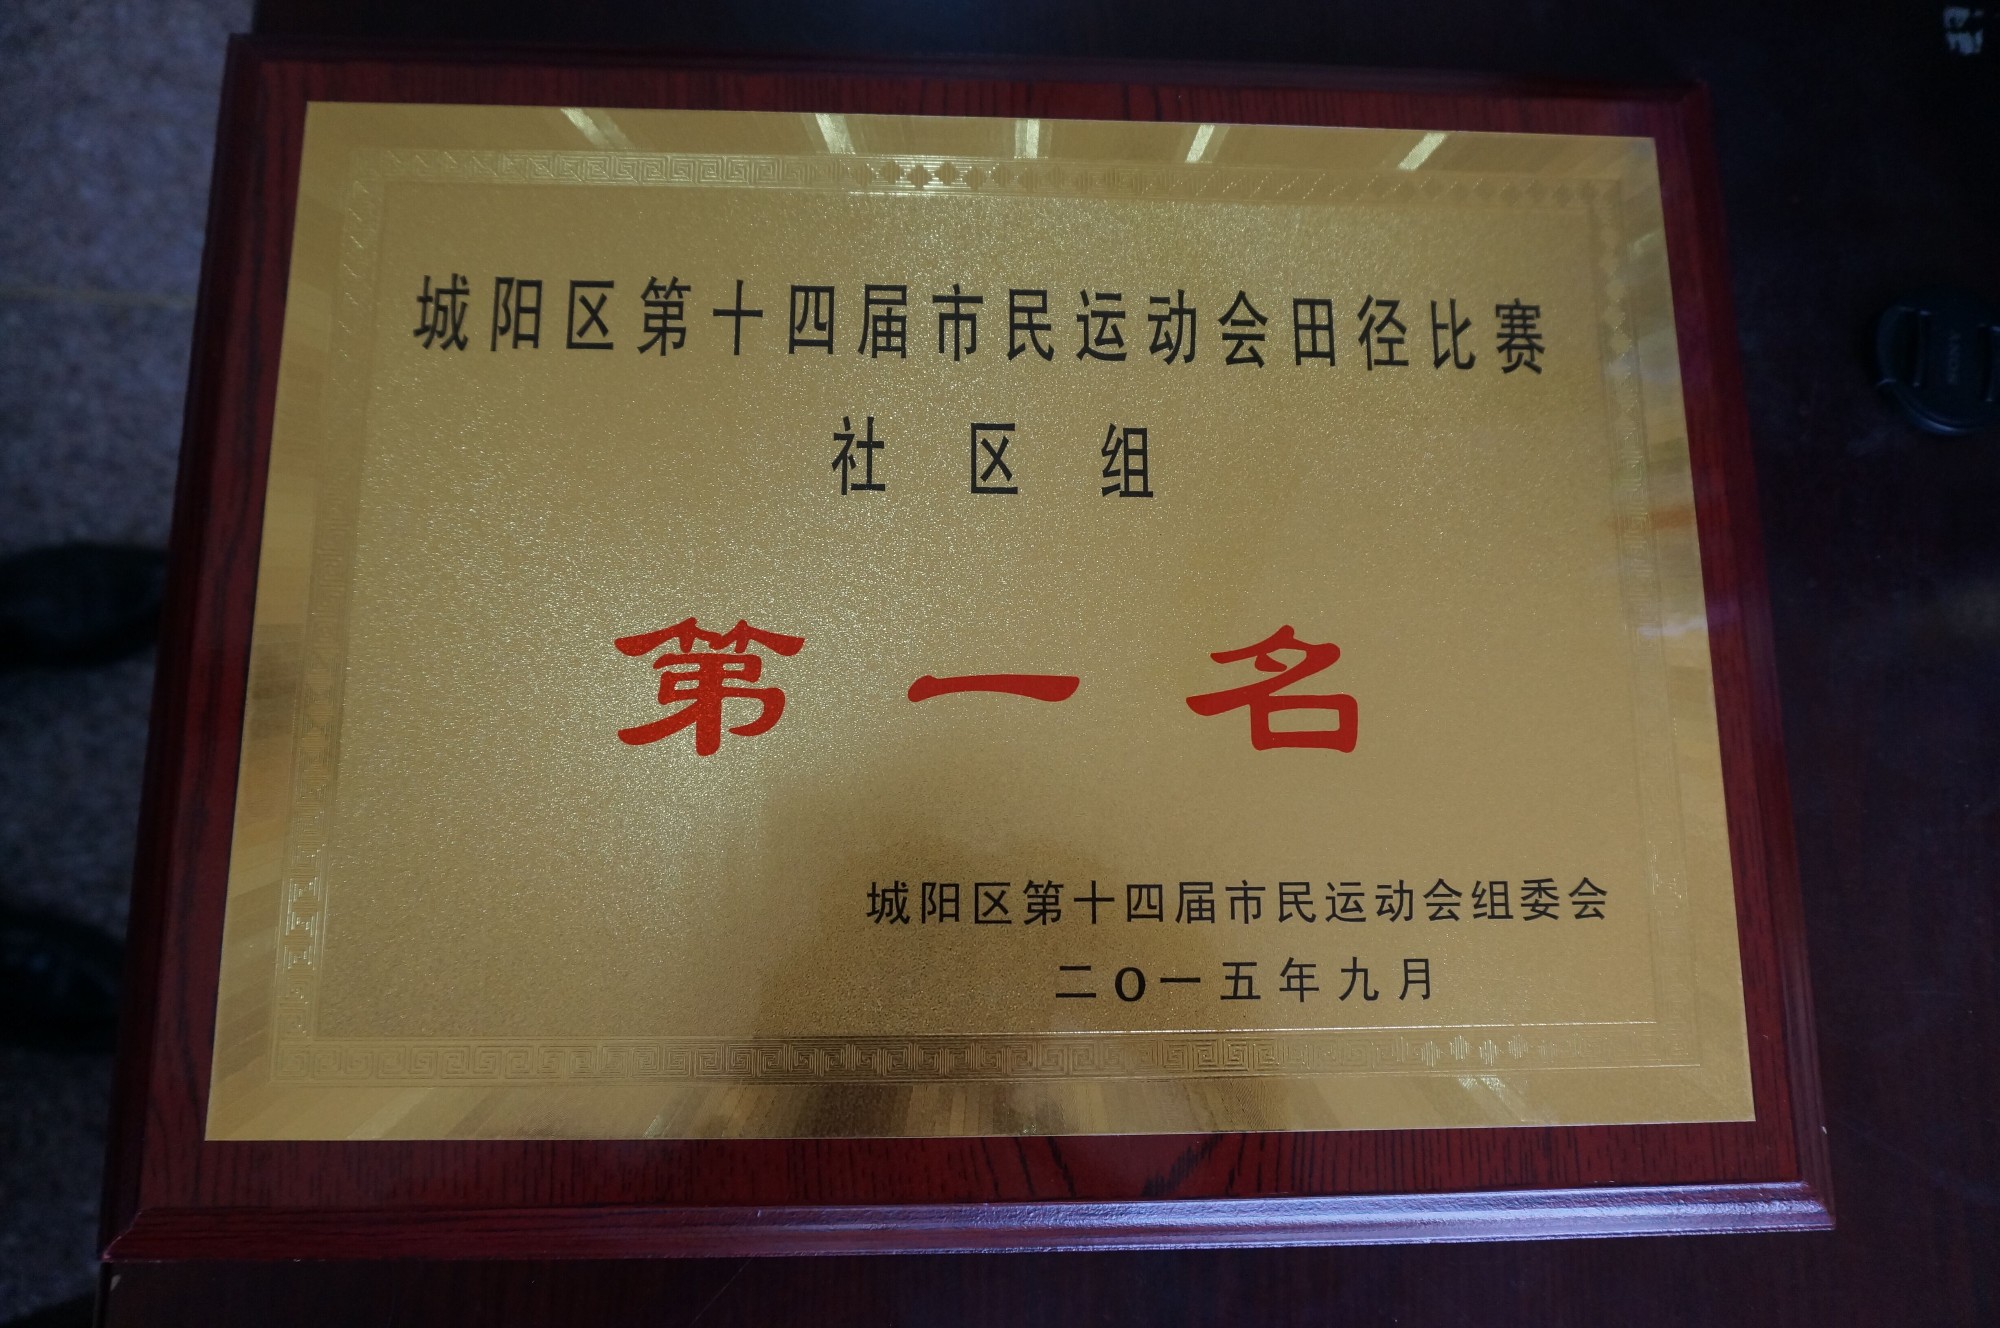 城阳区第十四届市民运动会田径比赛
社区组
第一名
城阳区第十四届市民运动会组委会
二O一五年九月